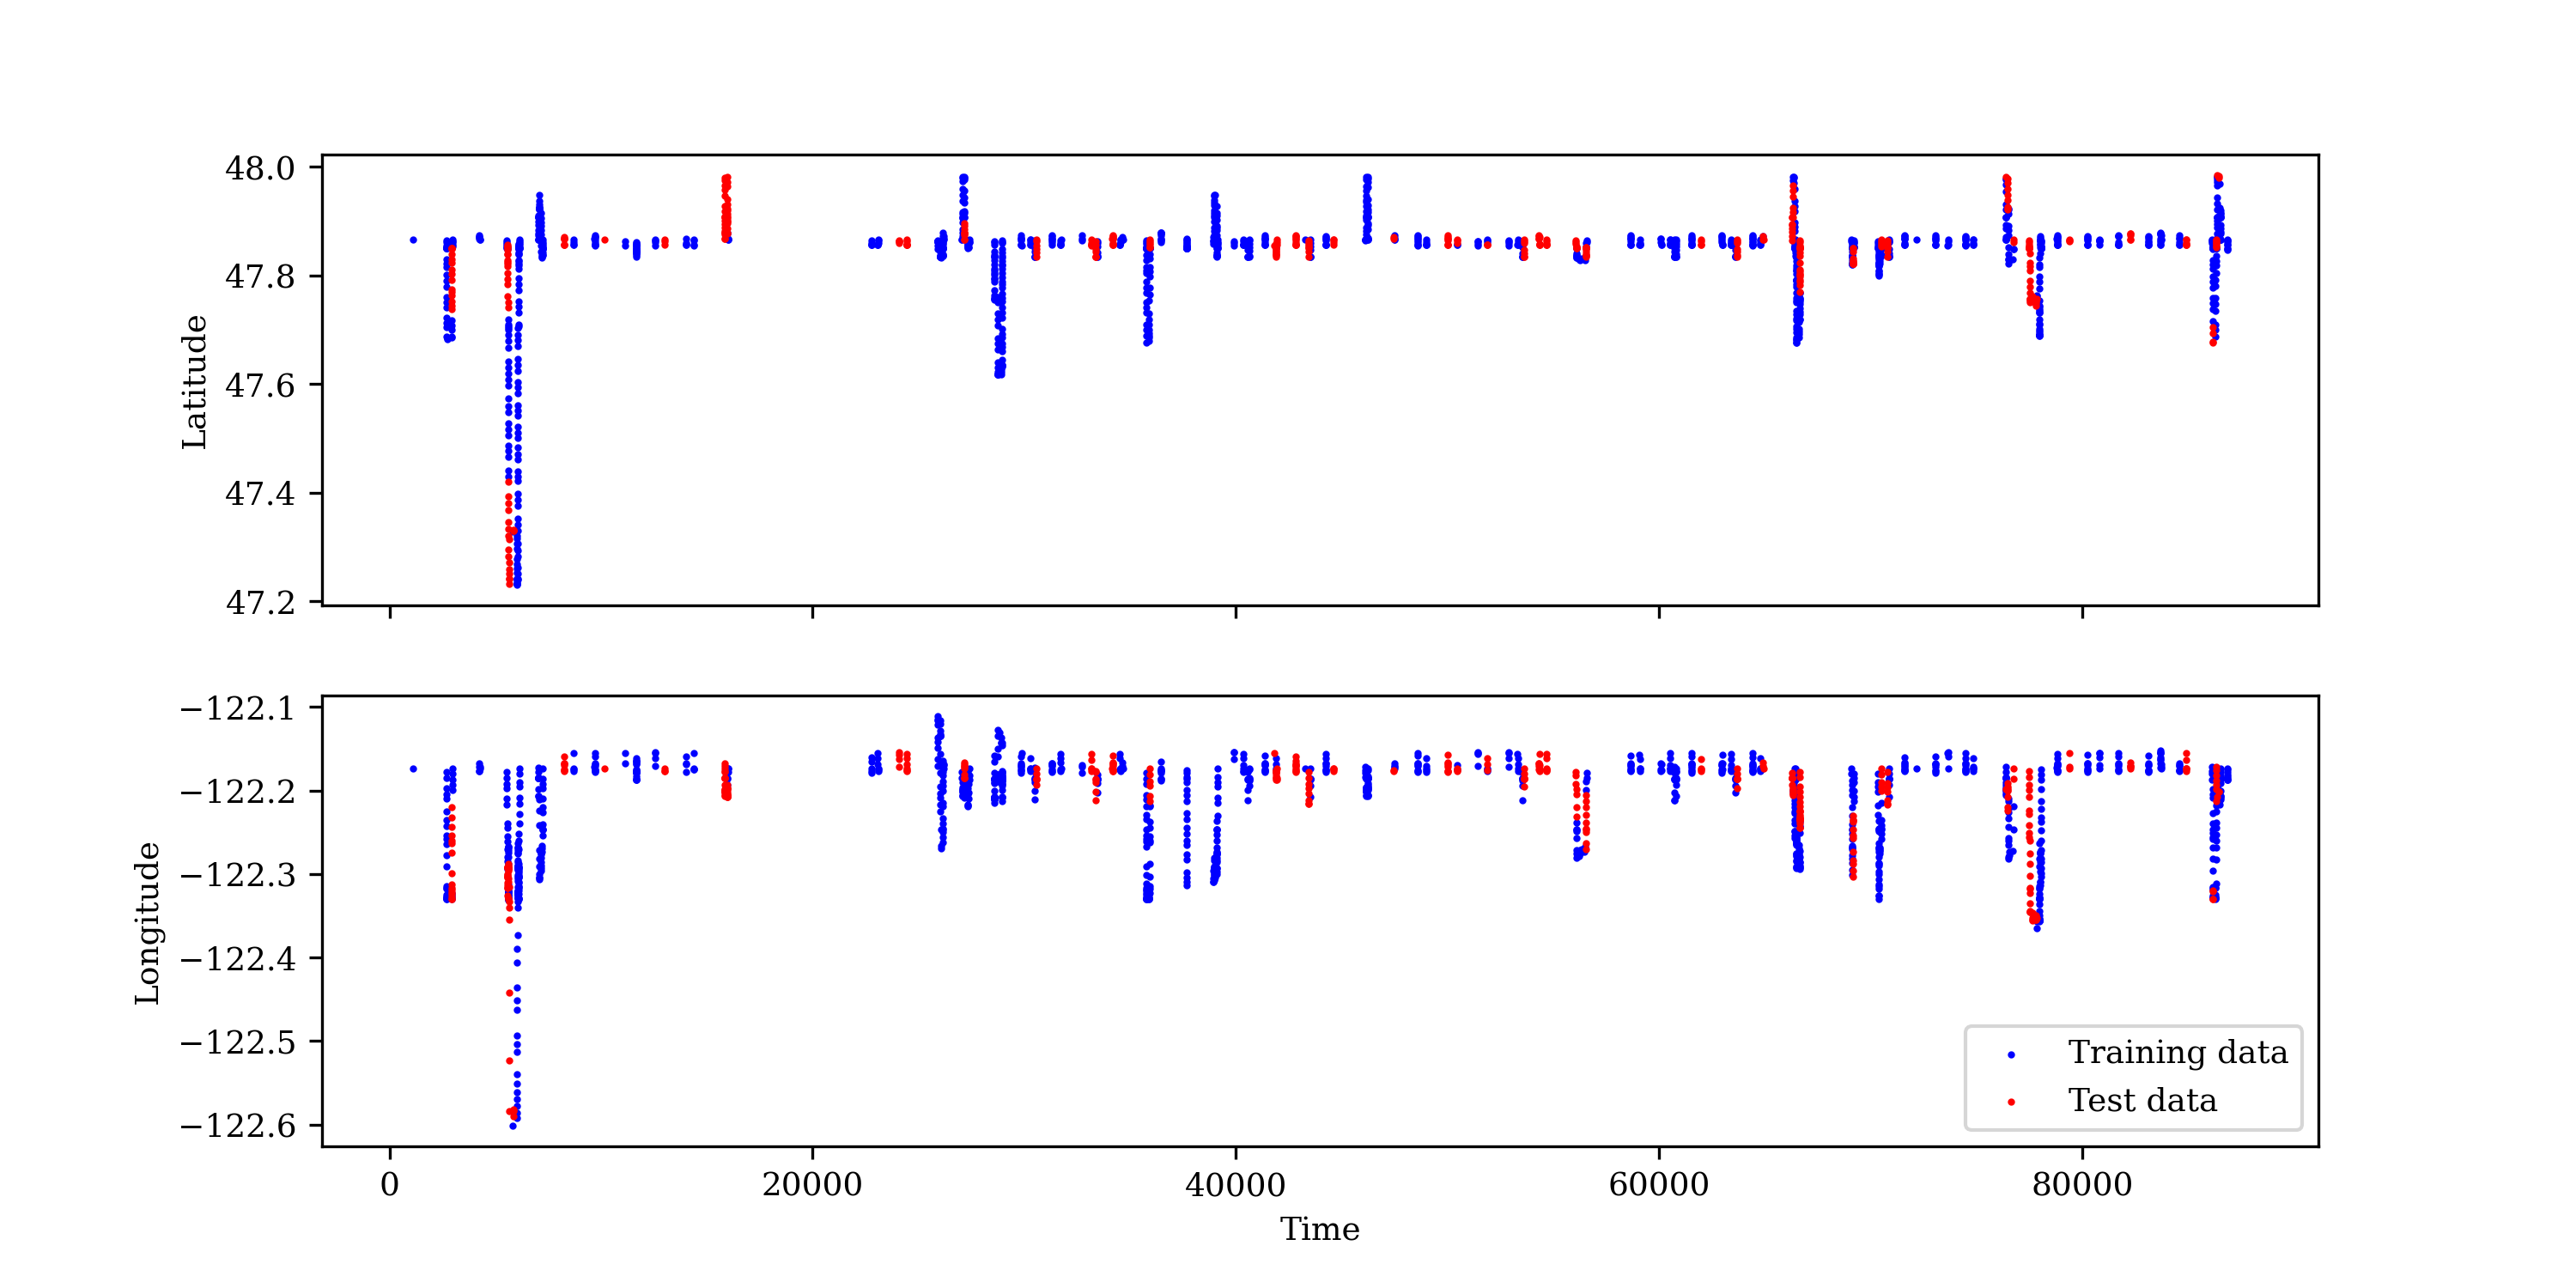 48.0
47.8
47.6
47.4
47.2
Latitude
−122.1
−122.2
−122.3
−122.4
−122.5
−122.6
Longitude
Training data
Test data
0 20000 40000 60000 80000
Time